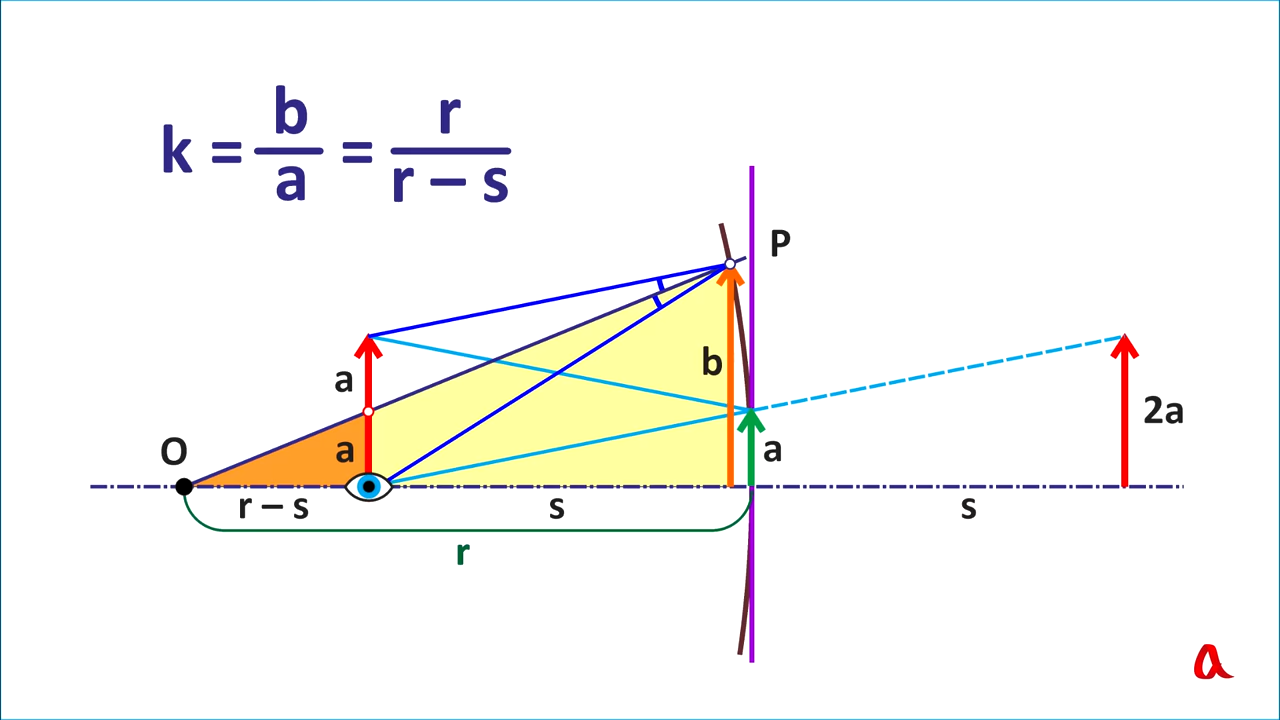 k = b/a = r/(r – s)
P
a
b
2a
O
a
a
r – s
s
s
r
a